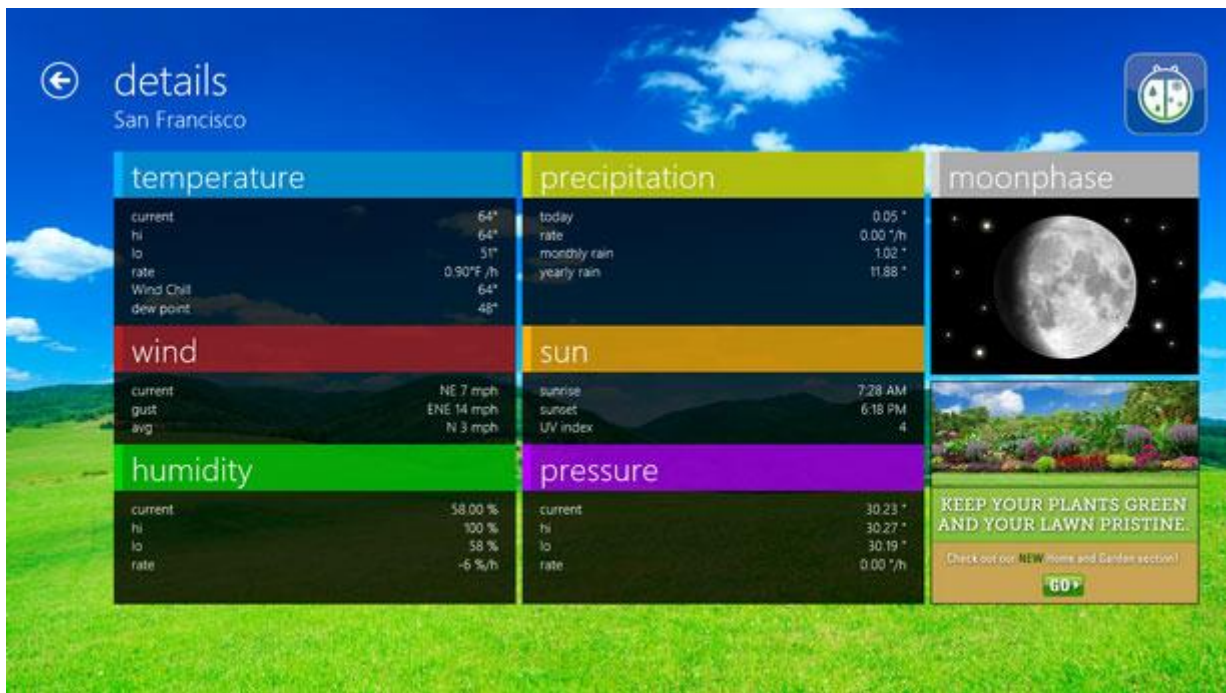 details
San Francisco
temperature
current 64°
hi 64°
lo 51°
rate 0.90°F /h
Wind Chill 64°
dew point 48°
wind
current NE 7 mph
gust ENE 14 mph
avg N 3 mph
humidity
current 58.00 %
hi 100 %
lo 58 %
rate -6 %/h
precipitation
today 0.05 "
rate 0.00 "/h
monthly rain 1.02 "
yearly rain 11.88 "
sun
sunrise 7:28 AM
sunset 6:18 PM
UV index 4
pressure
current 30.23 "
hi 30.27 "
lo 30.19 "
rate 0.00 "/h
moonphase
KEEP YOUR PLANTS GREEN
AND YOUR LAWN PRISTINE.
Check out our NEW Home and Garden section!
GO